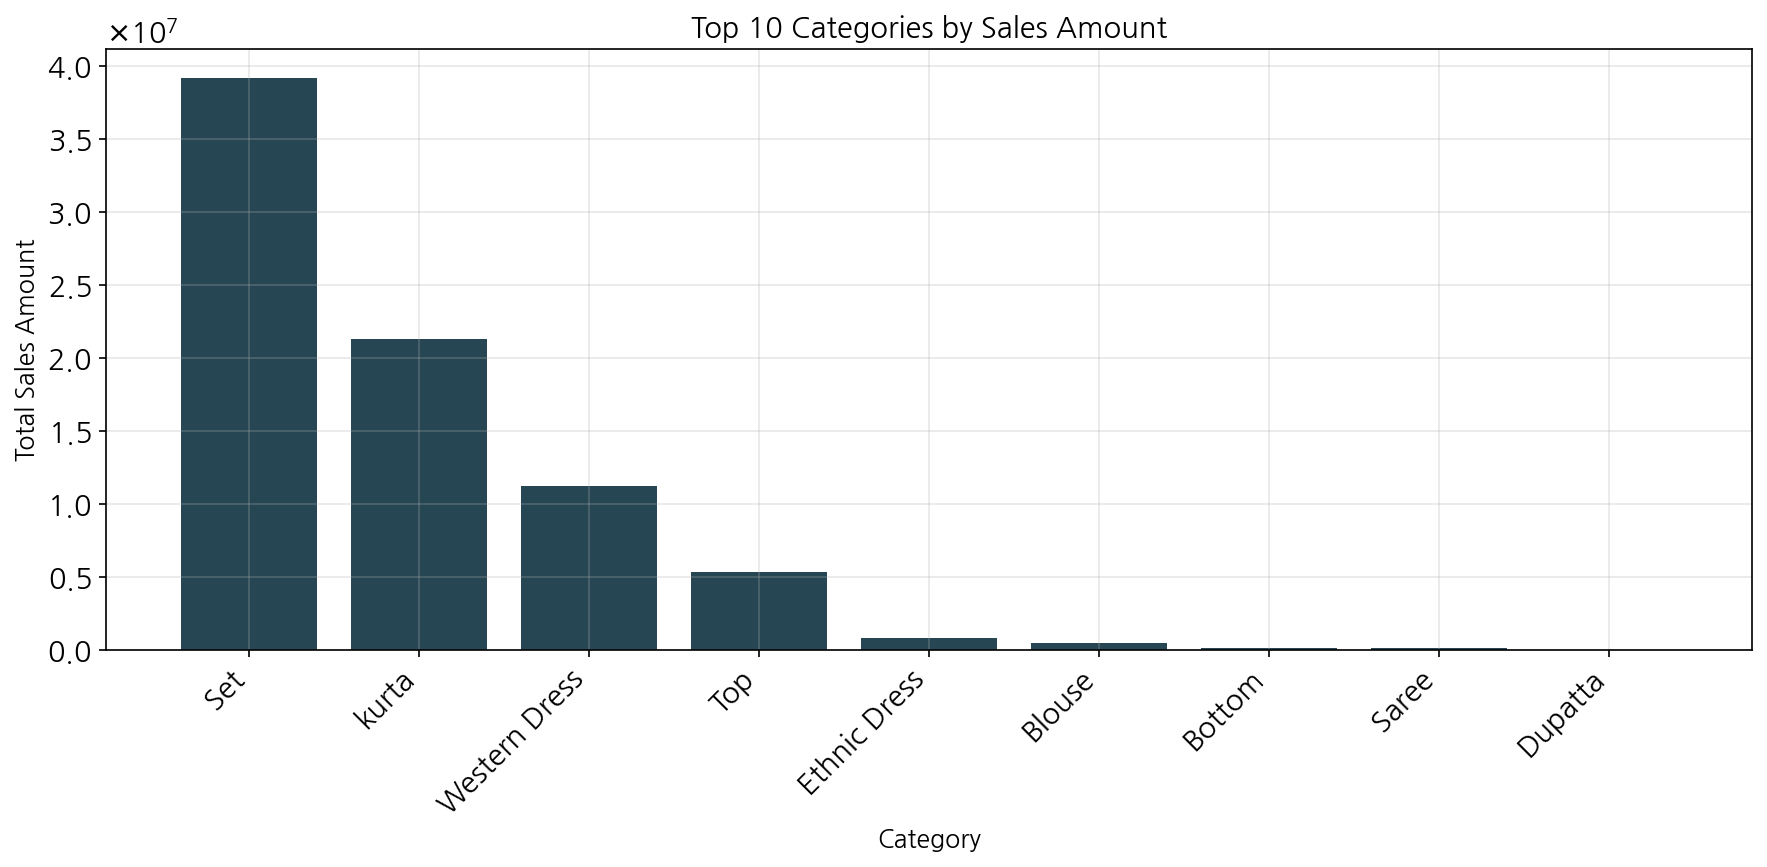 Top 10 Categories by Sales Amount
×10⁷
4.0
3.5
3.0
2.5
2.0
1.5
1.0
0.5
0.0
Total Sales Amount
Set
kurta
Western Dress
Top
Ethnic Dress
Blouse
Bottom
Saree
Dupatta
Category